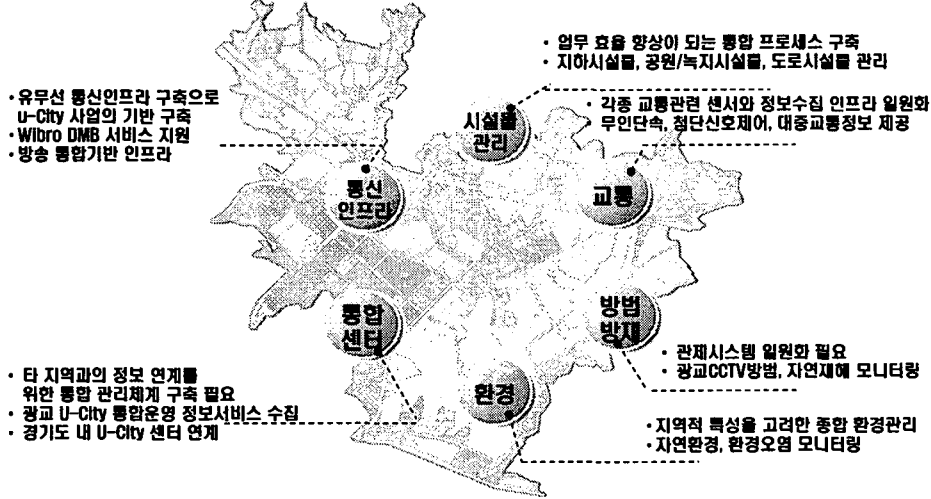 • 업무 효율 향상이 되는 통합 프로세스 구축
• 지하시설물, 공원/녹지시설물, 도로시설물 관리
• 유무선 통신인프라 구축으로
u-City 사업의 기반 구축
• Wibro DMB 서비스 지원
• 방송 통합기반 인프라
시설물
관리
• 각종 교통관련 센서와 정보수집 인프라 일원화
• 무인단속, 첨단신호제어, 대중교통정보 제공
통신
인프라
교통
통합
센터
방범
방재
• 관제시스템 일원화 필요
• 광교CCTV방범, 자연재해 모니터링
• 타 지역과의 정보 연계를
위한 통합 관리체계 구축 필요
• 광교 U-City 통합운영 정보서비스 수집
• 경기도 내 U-City 센터 연계
환경
• 지역적 특성을 고려한 종합 환경관리
• 자연환경, 환경오염 모니터링